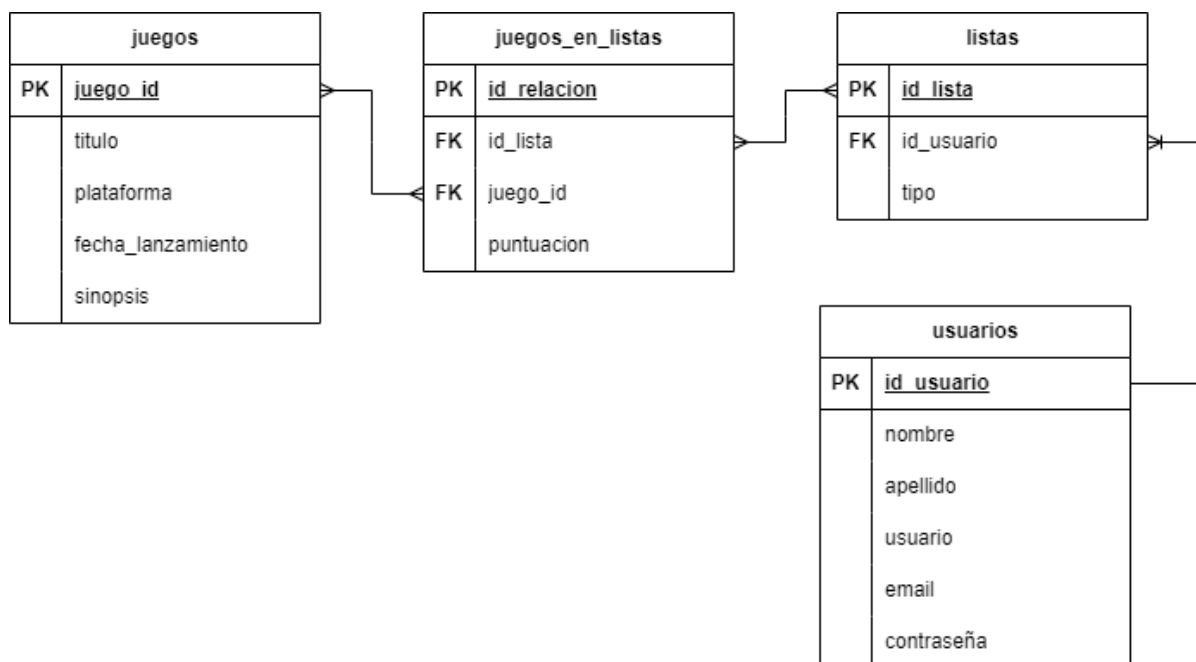 juegos
PK juego_id
titulo
plataforma
fecha_lanzamiento
sinopsis
juegos_en_listas
PK id_relacion
FK id_lista
FK juego_id
puntuacion
listas
PK id_lista
FK id_usuario
tipo
usuarios
PK id_usuario
nombre
apellido
usuario
email
contraseña